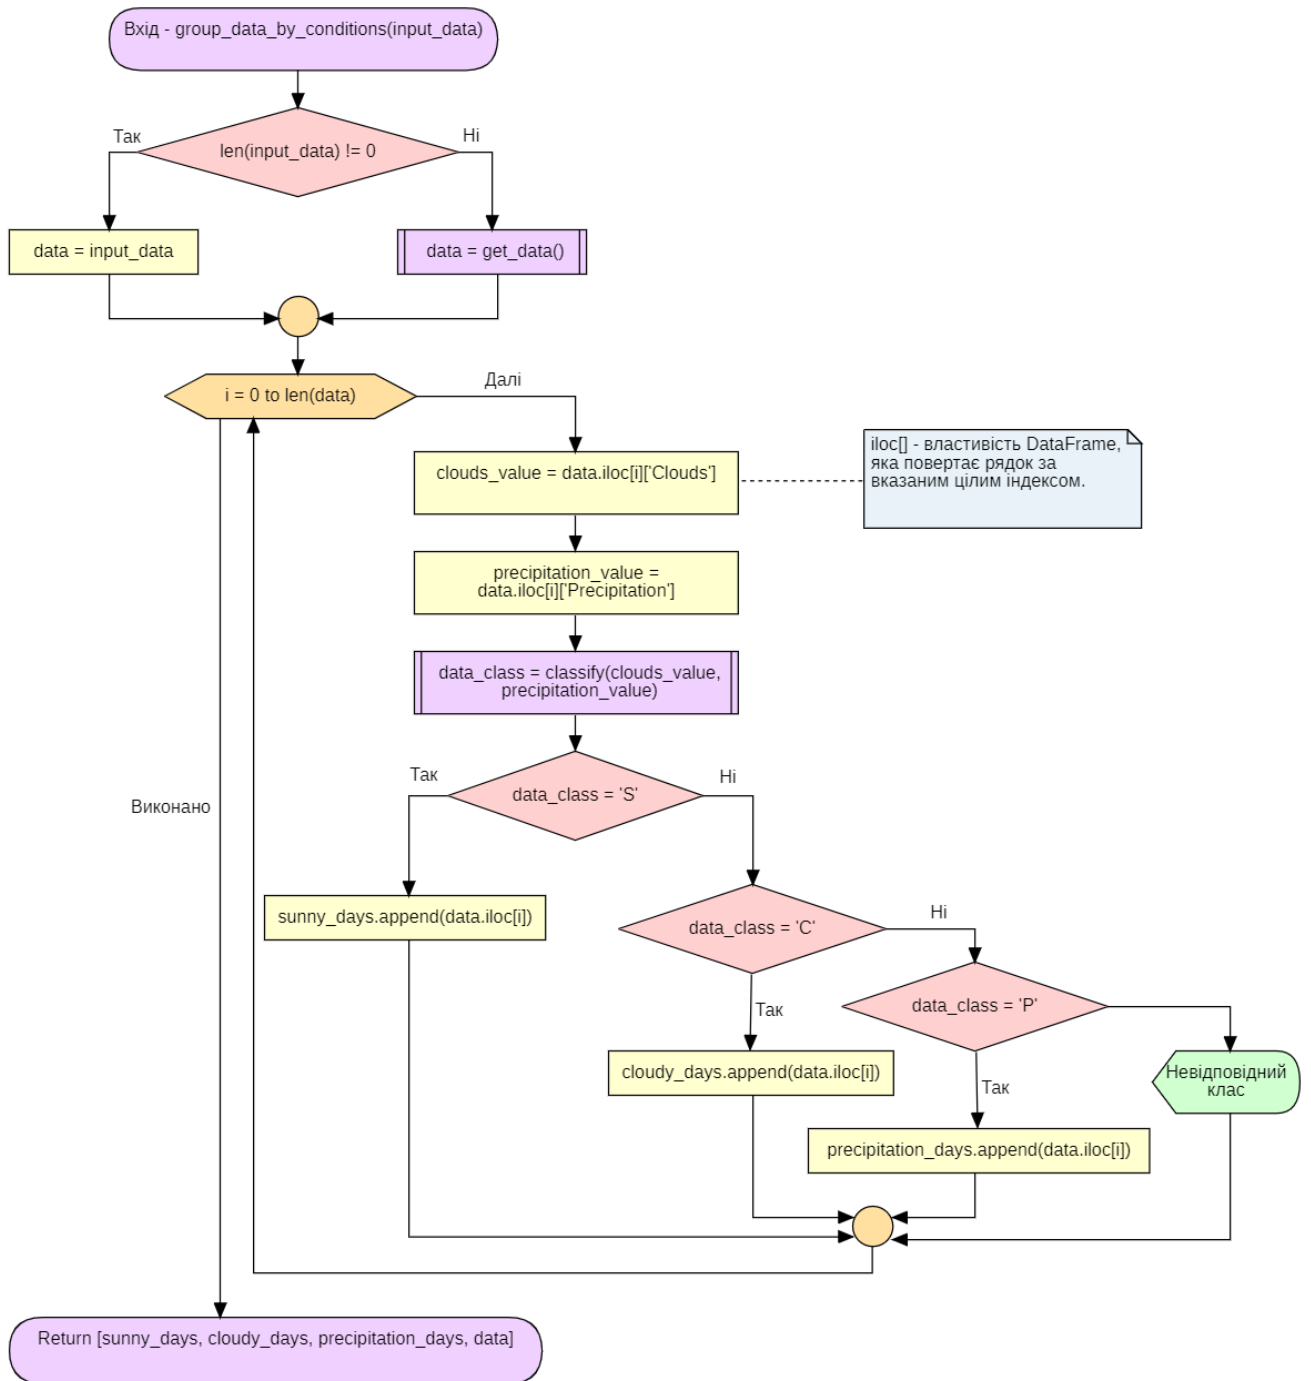 Вхід - group_data_by_conditions(input_data)
Так
Ні
len(input_data) != 0
data = input_data
data = get_data()
i = 0 to len(data)
Далі
clouds_value = data.iloc[i]['Clouds']
iloc[] - властивість DataFrame,
яка повертає рядок за
вказаним цілим індексом.
precipitation_value =
data.iloc[i]['Precipitation']
data_class = classify(clouds_value,
precipitation_value)
Так
Ні
data_class = 'S'
Виконано
sunny_days.append(data.iloc[i])
data_class = 'C'
Ні
Так
data_class = 'P'
cloudy_days.append(data.iloc[i])
Так
Невідповідний
клас
precipitation_days.append(data.iloc[i])
Return [sunny_days, cloudy_days, precipitation_days, data]